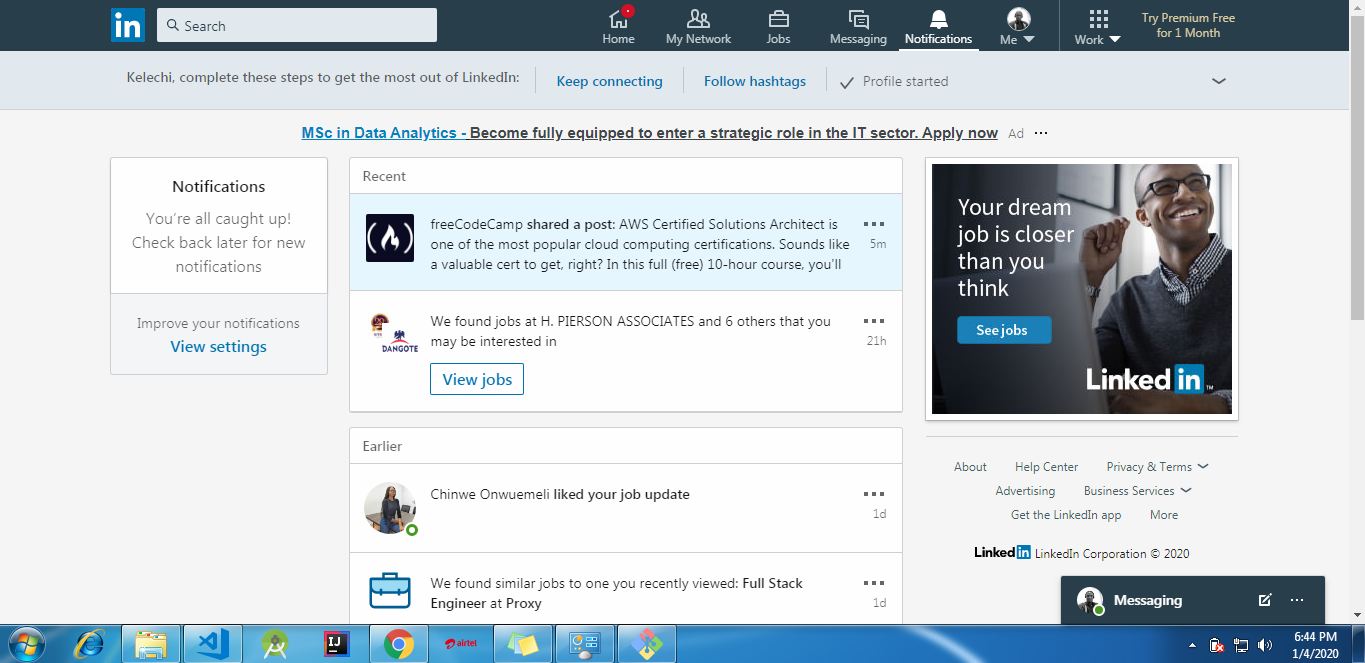 in
Search
Home
My Network
Jobs
Messaging
Notifications
Me
Work
Try Premium Free
for 1 Month
Kelechi, complete these steps to get the most out of LinkedIn:
Keep connecting
Follow hashtags
Profile started
MSc in Data Analytics - Become fully equipped to enter a strategic role in the IT sector. Apply now
Ad
Notifications
You’re all caught up!
Check back later for new
notifications
Improve your notifications
View settings
Recent
freeCodeCamp shared a post: AWS Certified Solutions Architect is
one of the most popular cloud computing certifications. Sounds like
a valuable cert to get, right? In this full (free) 10-hour course, you’ll
5m
We found jobs at H. PIERSON ASSOCIATES and 6 others that you
may be interested in
21h
DANGOTE
View jobs
Earlier
Chinwe Onwuemeli liked your job update
1d
We found similar jobs to one you recently viewed: Full Stack
Engineer at Proxy
1d
Your dream
job is closer
than you
think
See jobs
Linked in
About
Help Center
Privacy & Terms
Advertising
Business Services
Get the LinkedIn app
More
Linked in LinkedIn Corporation © 2020
Messaging
IJ
airtel
6:44 PM
1/4/2020